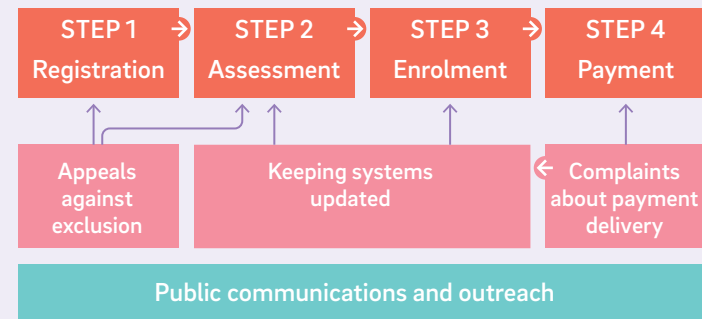 STEP 1
Registration
STEP 2
Assessment
STEP 3
Enrolment
STEP 4
Payment
Appeals
against
exclusion
Keeping systems
updated
Complaints
about payment
delivery
Public communications and outreach